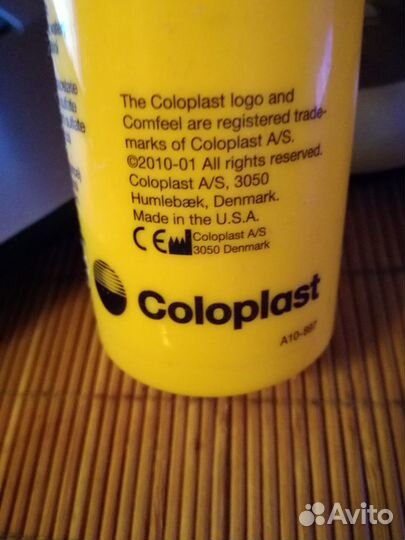 The Coloplast logo and
Comfeel are registered trade-
marks of Coloplast A/S.
©2010-01 All rights reserved.
Coloplast A/S, 3050
Humlebæk, Denmark.
Made in the U.S.A.
CE Coloplast A/S
3050 Denmark
Coloplast
Avito